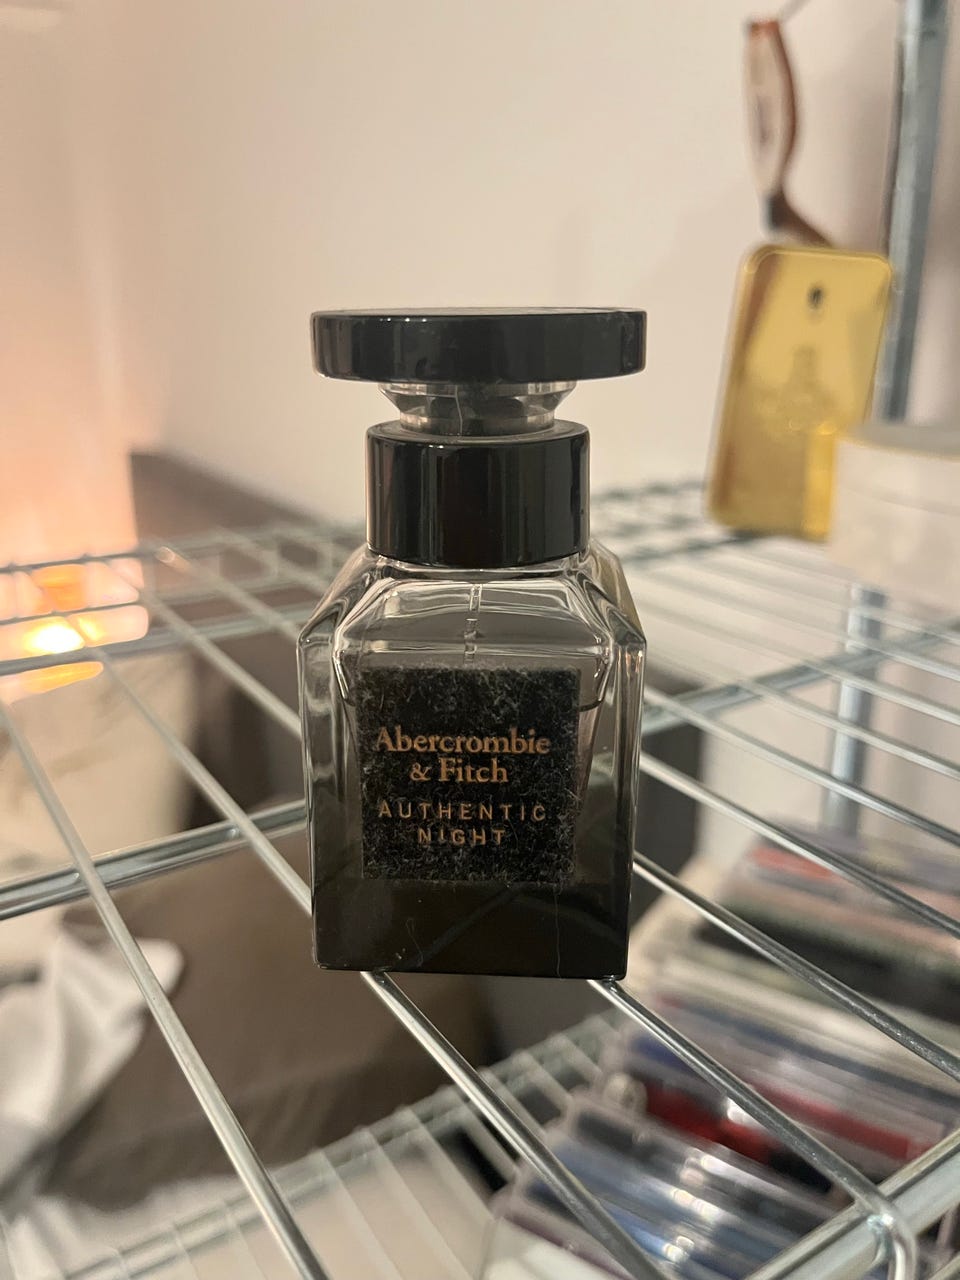 Abercrombie
& Fitch
AUTHENTIC
NIGHT